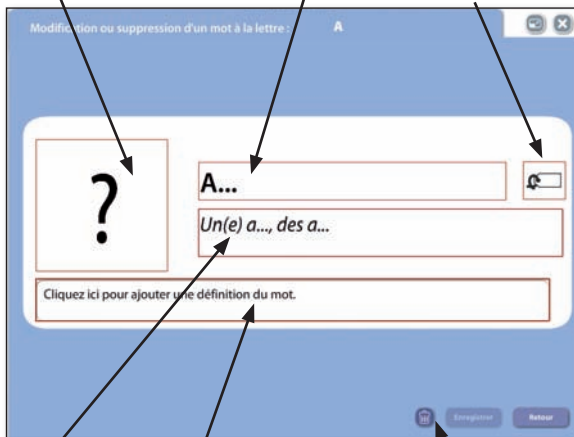 Modification ou suppression d'un mot à la lettre : A
?
A...
Un(e) a..., des a...
Cliquez ici pour ajouter une définition du mot.
Enregistrer Retour